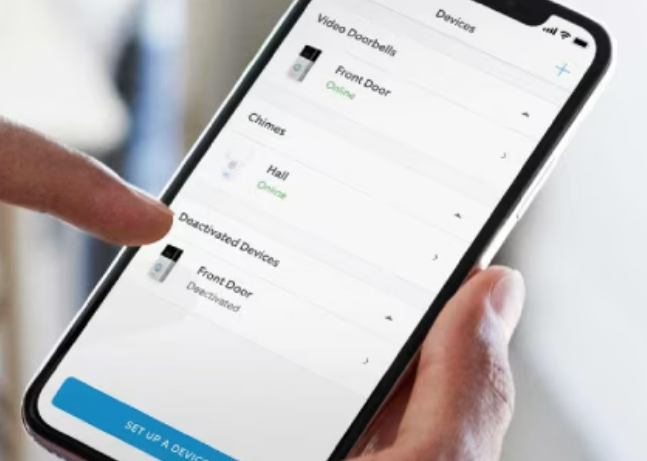 Devices
Video Doorbells
Front Door
Online
Chimes
Hall
Online
Deactivated Devices
Front Door
Deactivated
SET UP A DEVICE